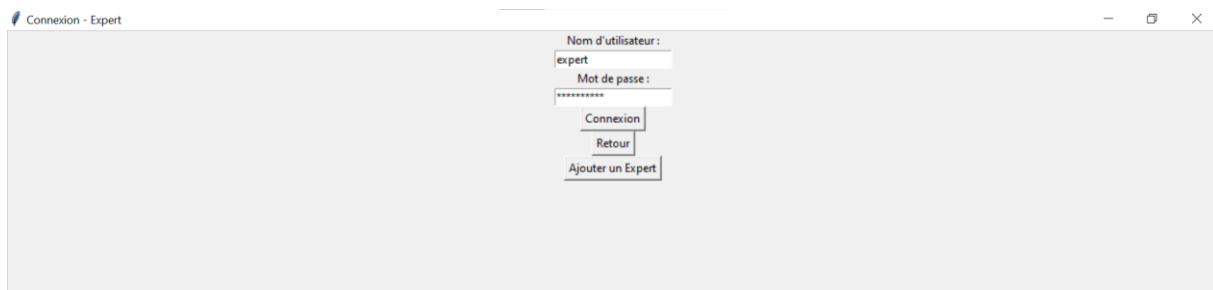 Connexion - Expert
Nom d'utilisateur :
expert
Mot de passe :
**********
Connexion
Retour
Ajouter un Expert